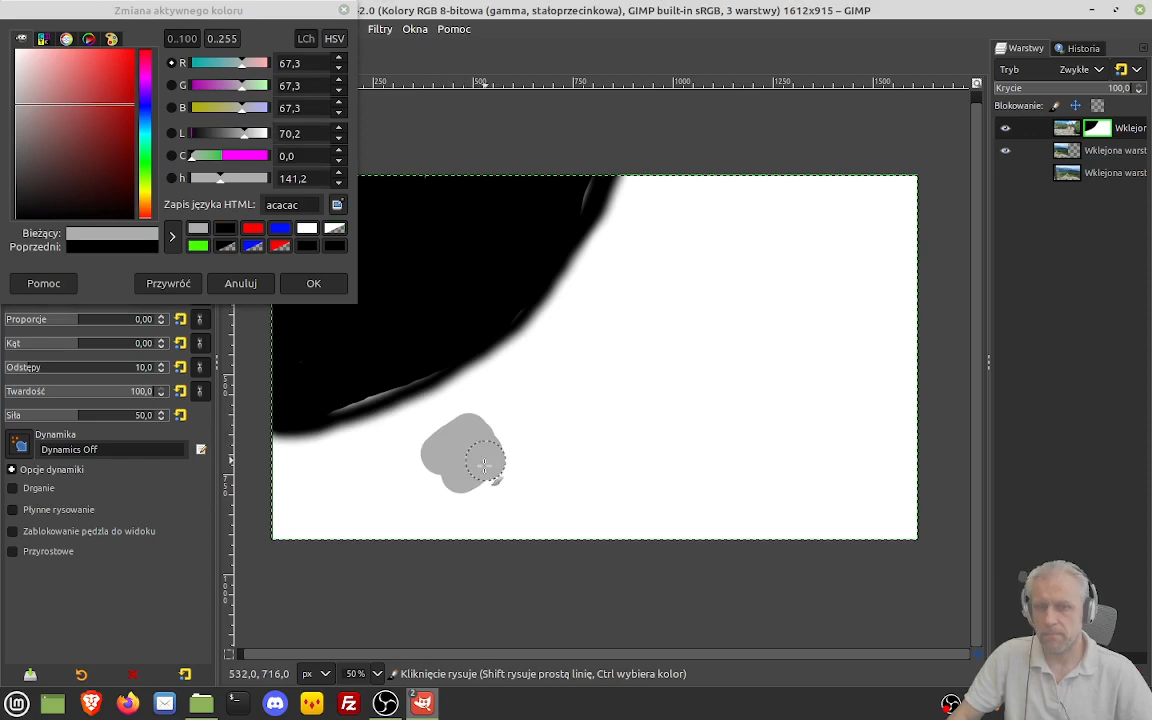 Zmiana aktywnego koloru
-2.0 (Kolory RGB 8-bitowa (gamma, stałoprzecinkowa), GIMP built-in sRGB, 3 warstwy) 1612x915 – GIMP
Filtry Okna Pomoc
0..100 0..255 LCh HSV
R 67,3
G 67,3
B 67,3
L 70,2
C 0,0
h 141,2
Zapis języka HTML: acacac
Bieżący:
Poprzedni:
Pomoc Przywróć Anuluj OK
Proporcje 0,00
Kąt 0,00
Odstępy 10,0
Twardość 100,0
Siła 50,0
Dynamika
Dynamics Off
Opcje dynamiki
Drganie
Płynne rysowanie
Zablokowanie pędzla do widoku
Przyrostowe
250 500 750 1000 1250 1500
500
750
1000
Warstwy Historia
Tryb Zwykłe
Krycie 100,0
Blokowanie:
Wklejor
Wklejona warst
Wklejona warst
532,0, 716,0 px 50% Kliknięcie rysuje (Shift rysuje prostą linię, Ctrl wybiera kolor)
2